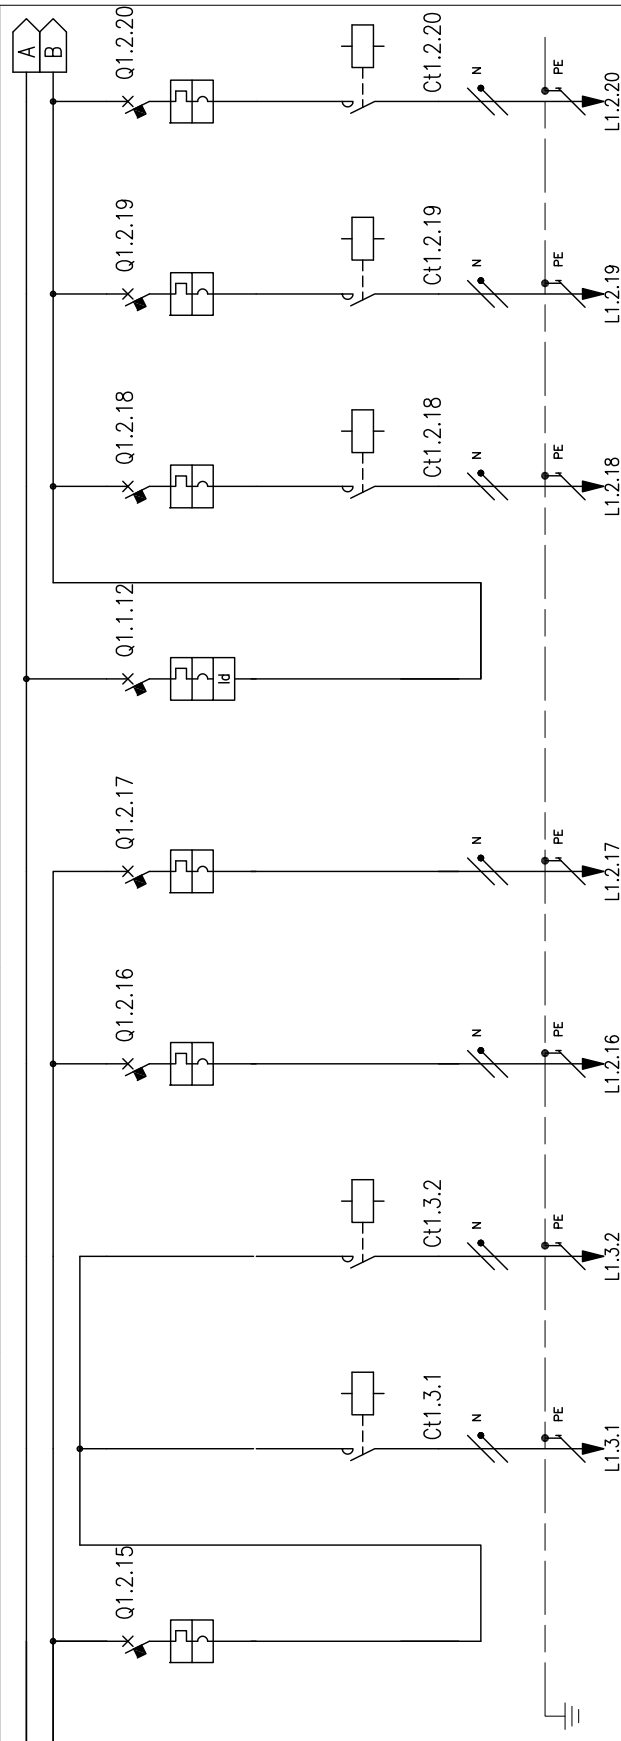 A
B
Q1.2.20
Ct1.2.20
N
PE
L1.2.20
Q1.2.19
Ct1.2.19
N
PE
L1.2.19
Q1.2.18
Ct1.2.18
N
PE
L1.2.18
Q1.1.12
Id
Q1.2.17
N
PE
L1.2.17
Q1.2.16
N
PE
L1.2.16
Ct1.3.2
N
PE
L1.3.2
Ct1.3.1
N
PE
L1.3.1
Q1.2.15